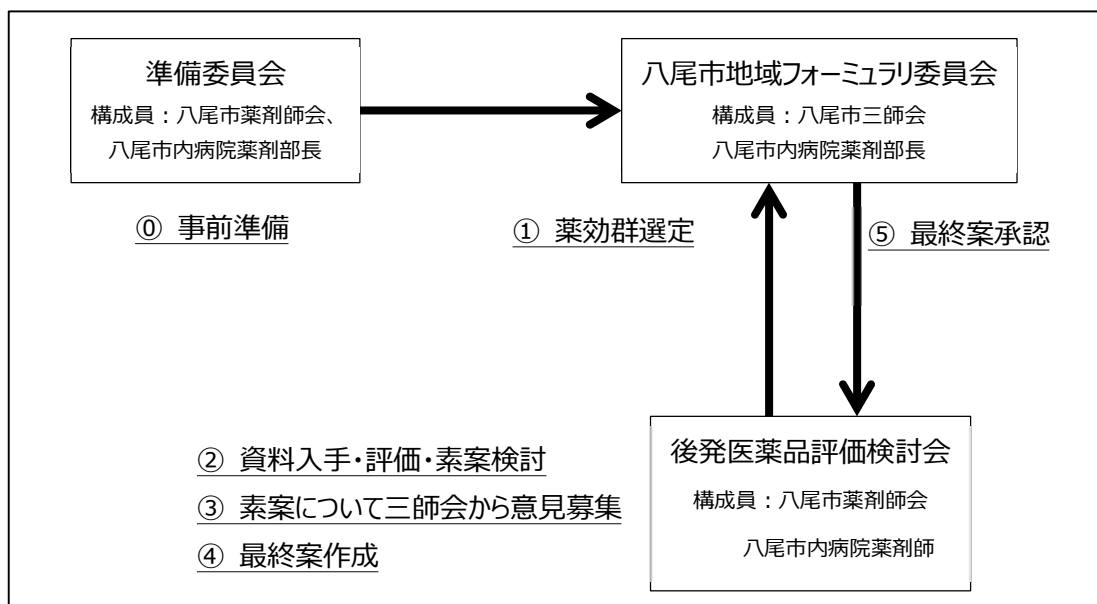 準備委員会
構成員：八尾市薬剤師会、
八尾市内病院薬剤部長
八尾市地域フォーミュラリ委員会
構成員：八尾市三師会
八尾市内病院薬剤部長
⓪ 事前準備
① 薬効群選定
⑤ 最終案承認
② 資料入手・評価・素案検討
③ 素案について三師会から意見募集
④ 最終案作成
後発医薬品評価検討会
構成員：八尾市薬剤師会
八尾市内病院薬剤師